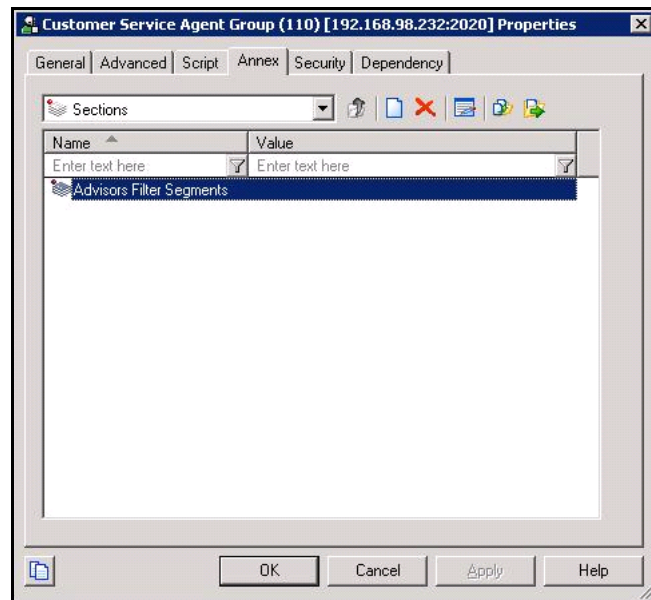 Customer Service Agent Group (110) [192.168.98.232:2020] Properties
General Advanced Script Annex Security Dependency
Sections
Name Value
Enter text here Enter text here
Advisors Filter Segments
OK Cancel Apply Help